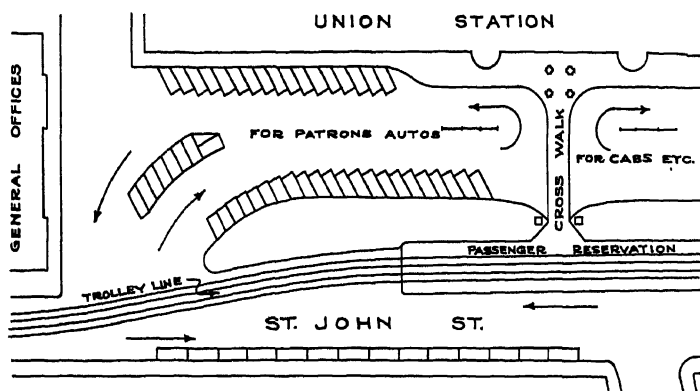 UNION STATION
GENERAL OFFICES
FOR PATRONS AUTOS
CROSS WALK
FOR CABS ETC.
PASSENGER RESERVATION
TROLLEY LINE
ST. JOHN ST.